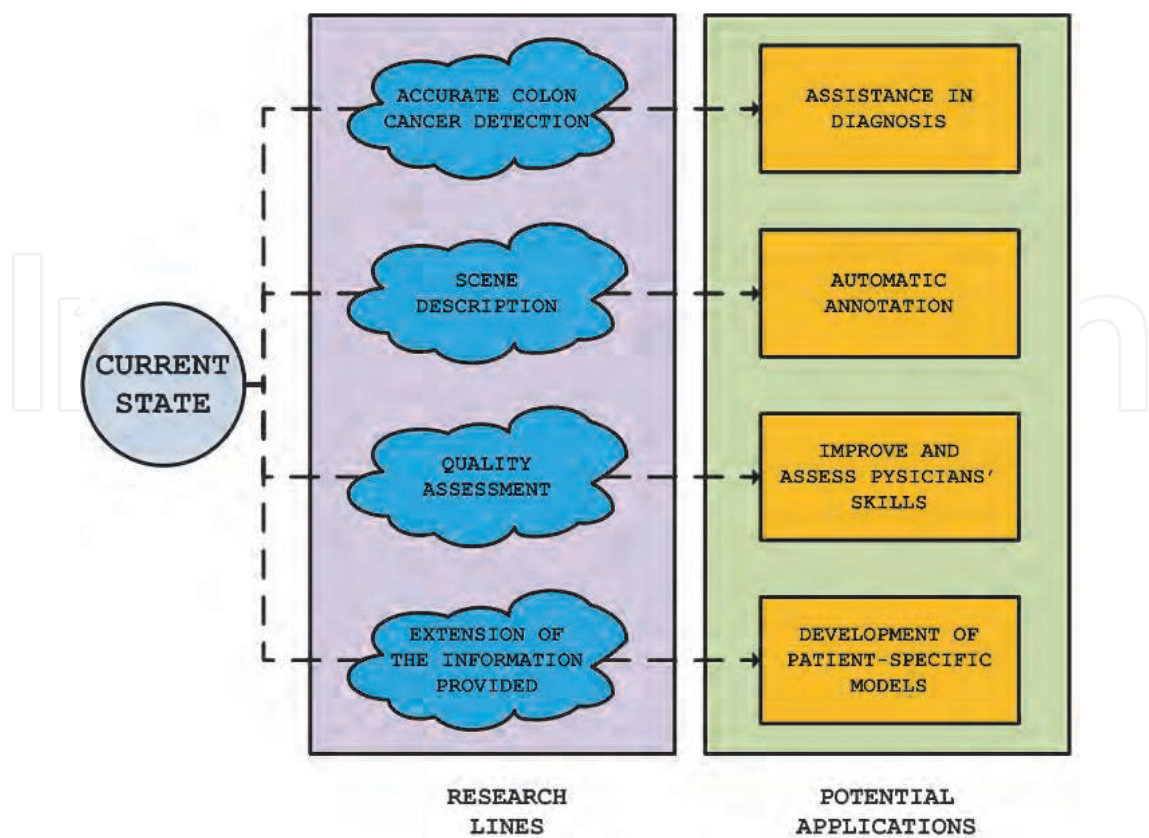 ACCURATE COLON
CANCER DETECTION
ASSISTANCE IN
DIAGNOSIS
SCENE
DESCRIPTION
AUTOMATIC
ANNOTATION
CURRENT
STATE
QUALITY
ASSESSMENT
IMPROVE AND
ASSESS PYSICIANS'
SKILLS
EXTENSION OF
THE INFORMATION
PROVIDED
DEVELOPMENT OF
PATIENT-SPECIFIC
MODELS
RESEARCH
LINES
POTENTIAL
APPLICATIONS